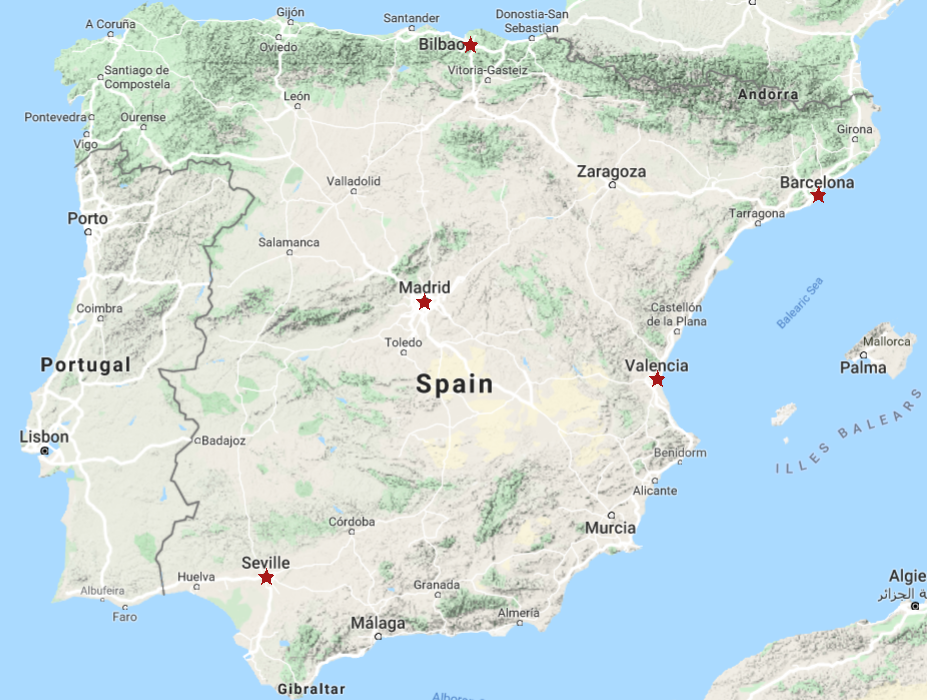 Gijón
Donostia-San
Sebastian
A Coruña
Santander
Oviedo
Bilbao
Vitoria-Gasteiz
Santiago de
Compostela
León
Andorra
Pontevedra
Ourense
Girona
Vigo
Zaragoza
Valladolid
Barcelona
Porto
Tarragona
Salamanca
Madrid
Balearic Sea
Coimbra
Castellón
de la Plana
Toledo
Mallorca
Portugal
Valencia
Palma
Spain
ILLES BALEARS
Lisbon
Badajoz
Benidorm
Alicante
Córdoba
Murcia
Seville
Huelva
Granada
Algie
ة الجزائر
Albufeira
Faro
Almería
Málaga
Gibraltar